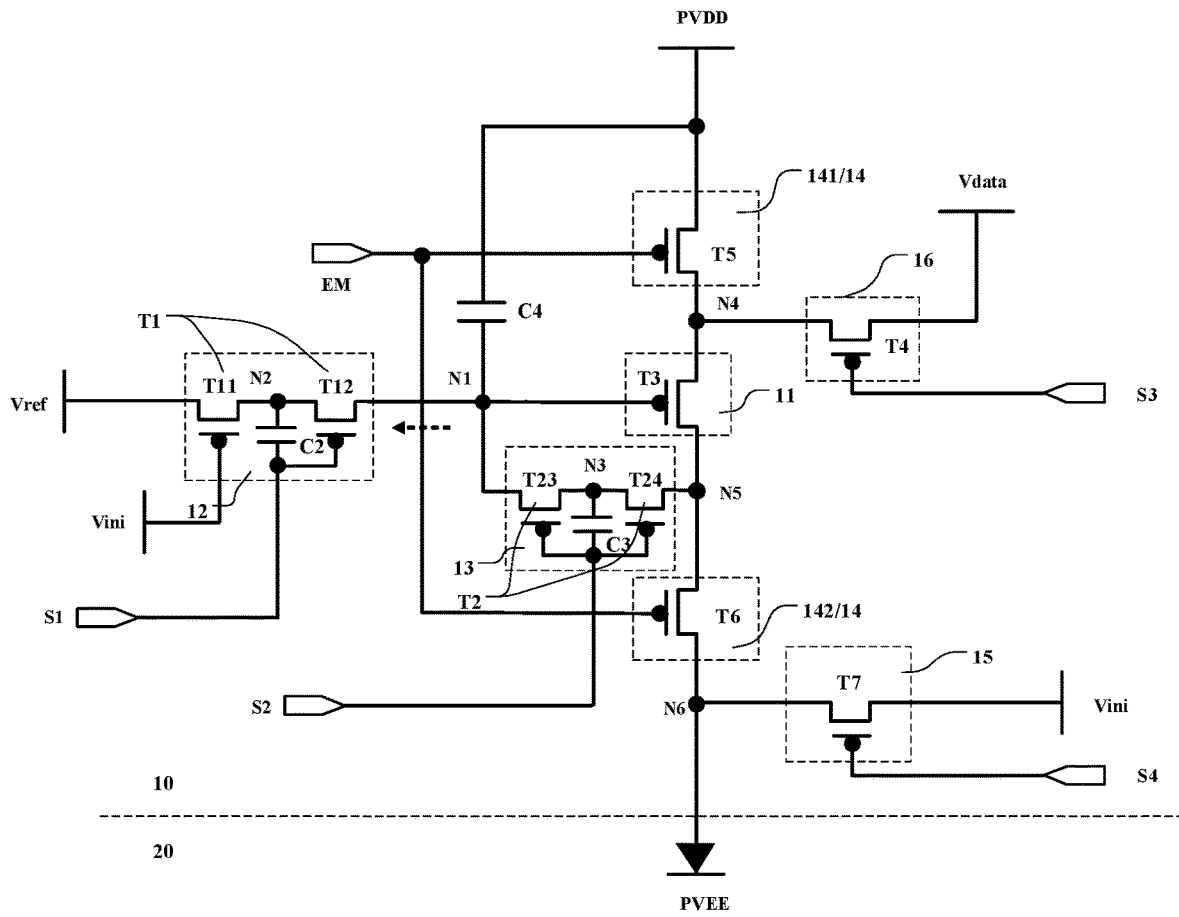 PVDD
141/14
Vdata
T5
16
EM
N4
C4
T1
T4
T11
N2
T12
N1
T3
Vref
11
S3
C2
N3
T23
T24
N5
12
Vini
C3
13
T2
T6
142/14
S1
15
T7
S2
N6
Vini
S4
10
20
PVEE